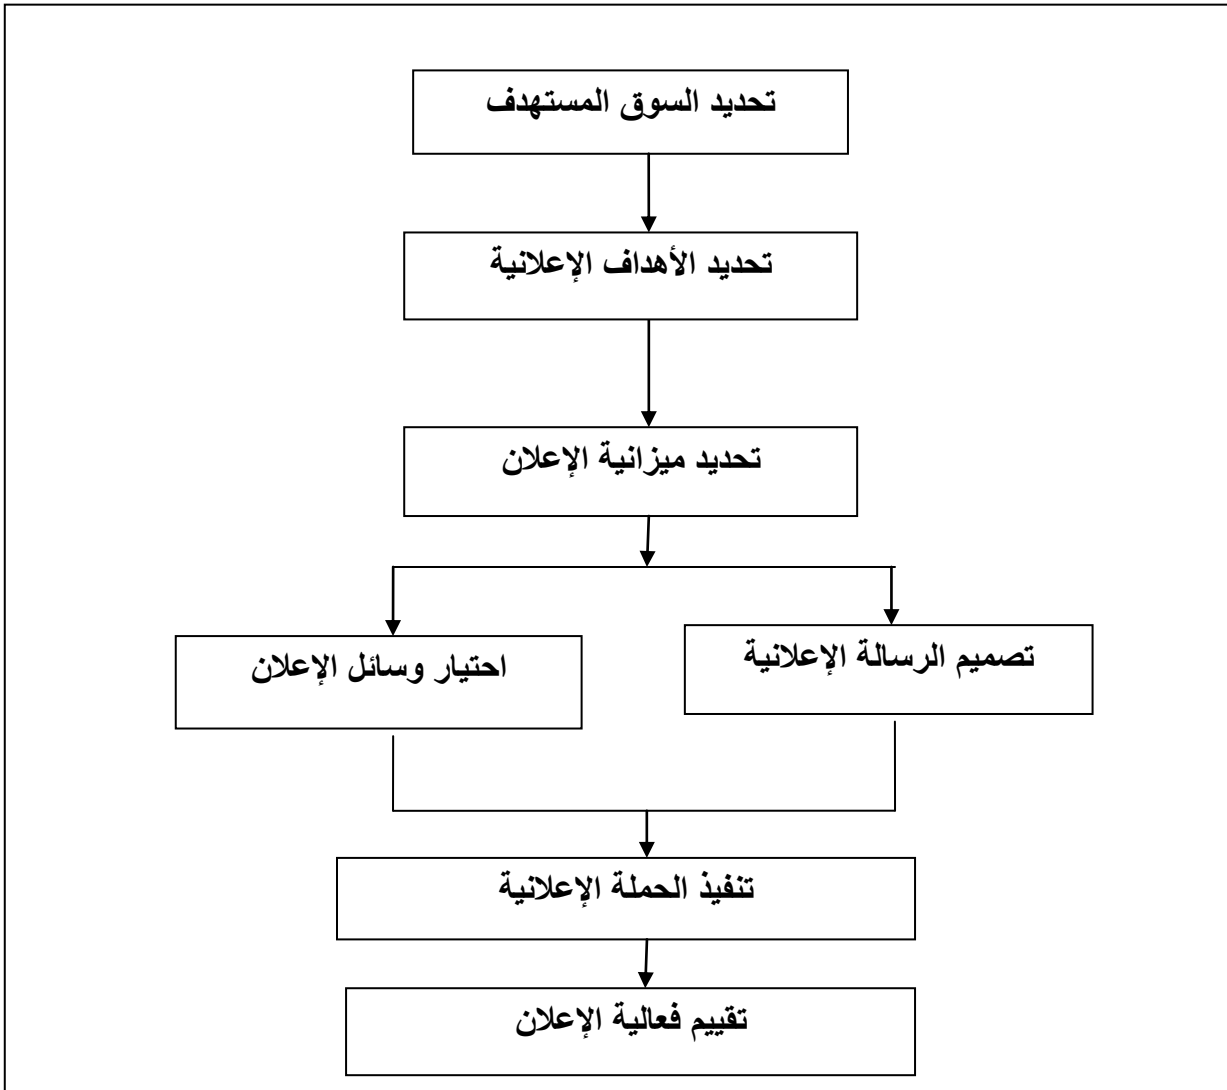 تحديد السوق المستهدف
تحديد الأهداف الإعلانية
تحديد ميزانية الإعلان
تصميم الرسالة الإعلانية
احتيار وسائل الإعلان
تنفيذ الحملة الإعلانية
تقييم فعالية الإعلان